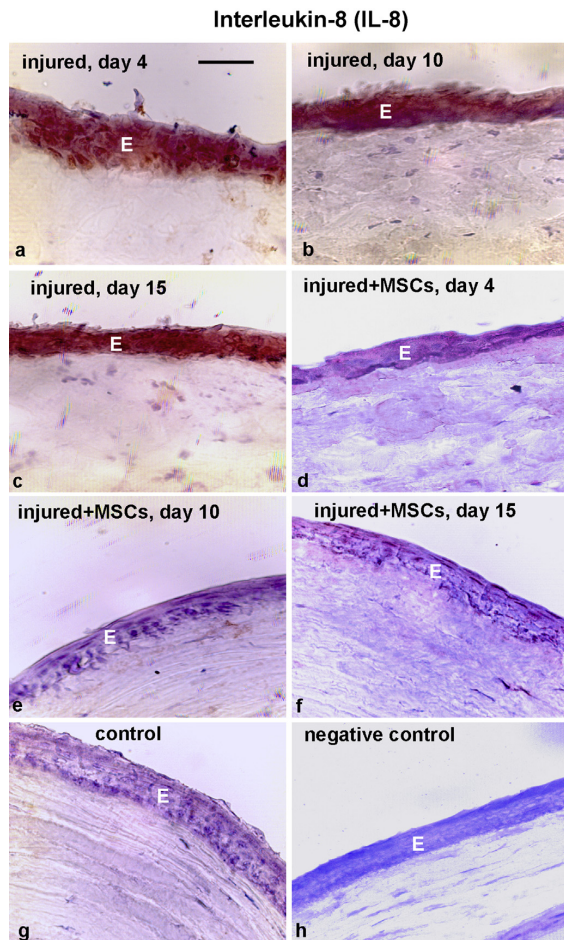 Interleukin-8 (IL-8)
injured, day 4
E
a
injured, day 10
E
b
injured, day 15
E
c
injured+MSCs, day 4
E
d
injured+MSCs, day 10
E
e
injured+MSCs, day 15
E
f
control
E
g
negative control
E
h